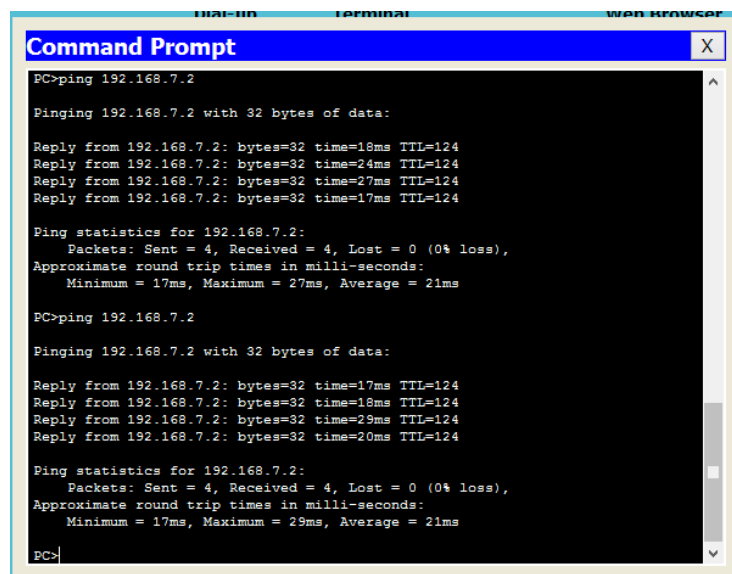 Dial-up Terminal Web Browser
Command Prompt X
PC>ping 192.168.7.2
Pinging 192.168.7.2 with 32 bytes of data:
Reply from 192.168.7.2: bytes=32 time=18ms TTL=124
Reply from 192.168.7.2: bytes=32 time=24ms TTL=124
Reply from 192.168.7.2: bytes=32 time=27ms TTL=124
Reply from 192.168.7.2: bytes=32 time=17ms TTL=124
Ping statistics for 192.168.7.2:
Packets: Sent = 4, Received = 4, Lost = 0 (0% loss),
Approximate round trip times in milli-seconds:
Minimum = 17ms, Maximum = 27ms, Average = 21ms
PC>ping 192.168.7.2
Pinging 192.168.7.2 with 32 bytes of data:
Reply from 192.168.7.2: bytes=32 time=17ms TTL=124
Reply from 192.168.7.2: bytes=32 time=18ms TTL=124
Reply from 192.168.7.2: bytes=32 time=29ms TTL=124
Reply from 192.168.7.2: bytes=32 time=20ms TTL=124
Ping statistics for 192.168.7.2:
Packets: Sent = 4, Received = 4, Lost = 0 (0% loss),
Approximate round trip times in milli-seconds:
Minimum = 17ms, Maximum = 29ms, Average = 21ms
PC>